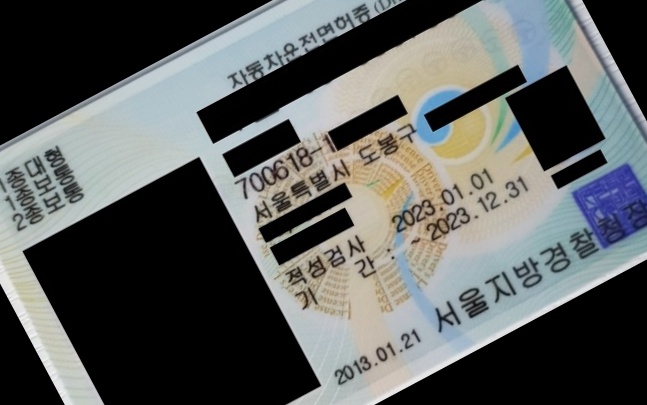 자동차운전면허증
1종대형
1종보통
2종보통
700618-1
서울특별시 도봉구
적성검사 2023.01.01
기 간 : ~ 2023.12.31
2013.01.21 서울지방경찰청장